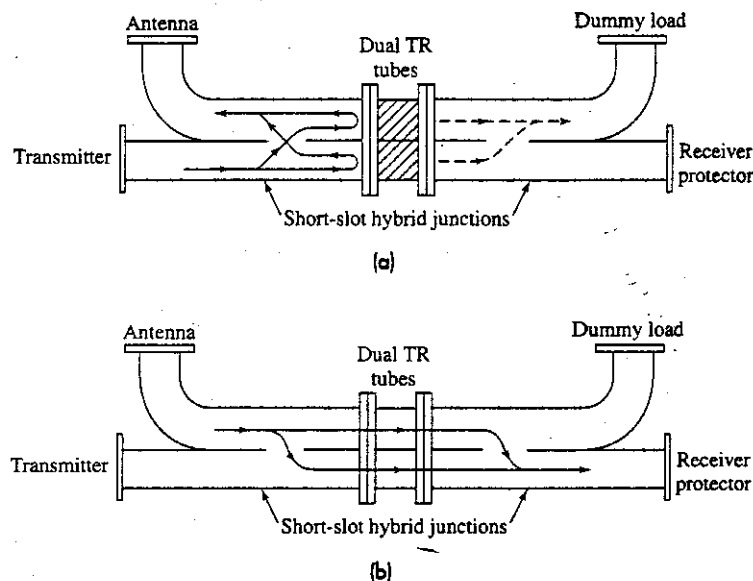 Antenna
Dual TR
tubes
Dummy load
Transmitter
Receiver
protector
Short-slot hybrid junctions
(a)
Antenna
Dual TR
tubes
Dummy load
Transmitter
Receiver
protector
Short-slot hybrid junctions
(b)